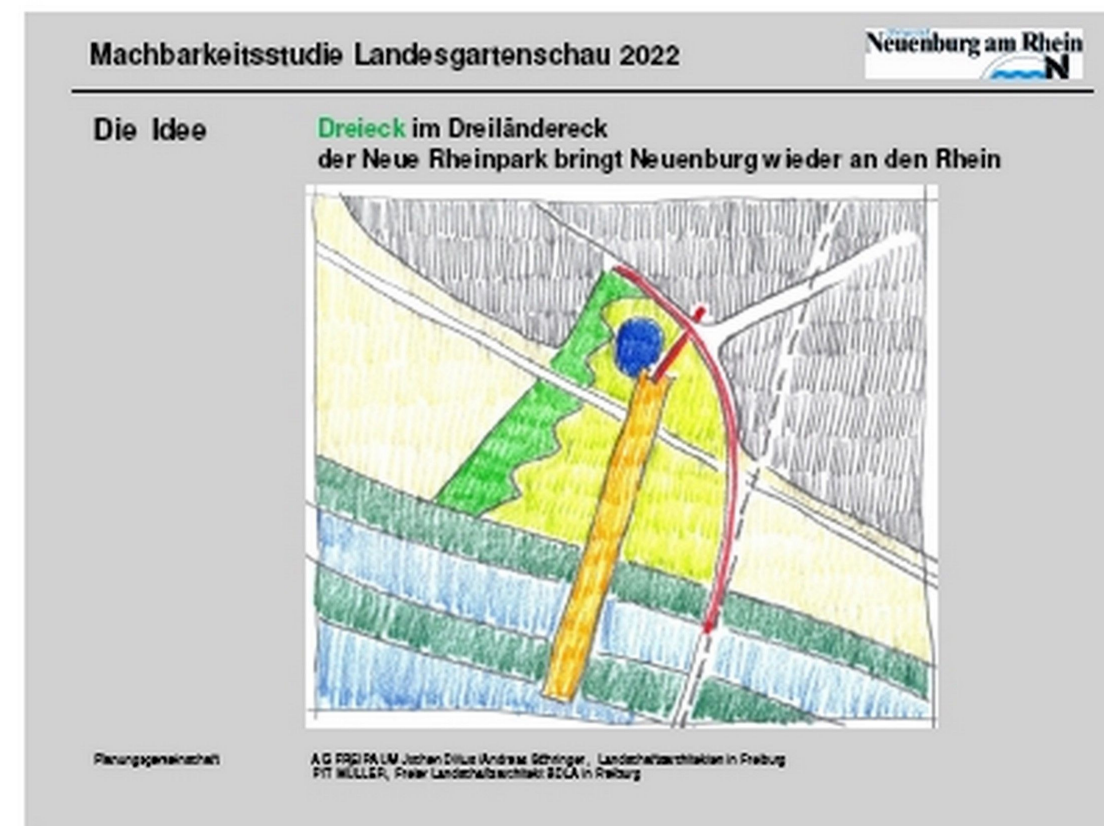 Machbarkeitsstudie Landesgartenschau 2022
Neuenburg am Rhein
N
Die Idee
Dreieck im Dreiländereck
der Neue Rheinpark bringt Neuenburg wieder an den Rhein
Planungsgemeinschaft
AG FREIRAUM Jochen Dittus /Andreas Böhringer, Landschaftsarchitekten in Freiburg
PIT MÜLLER, Freier Landschaftsarchitekt BDLA in Freiburg